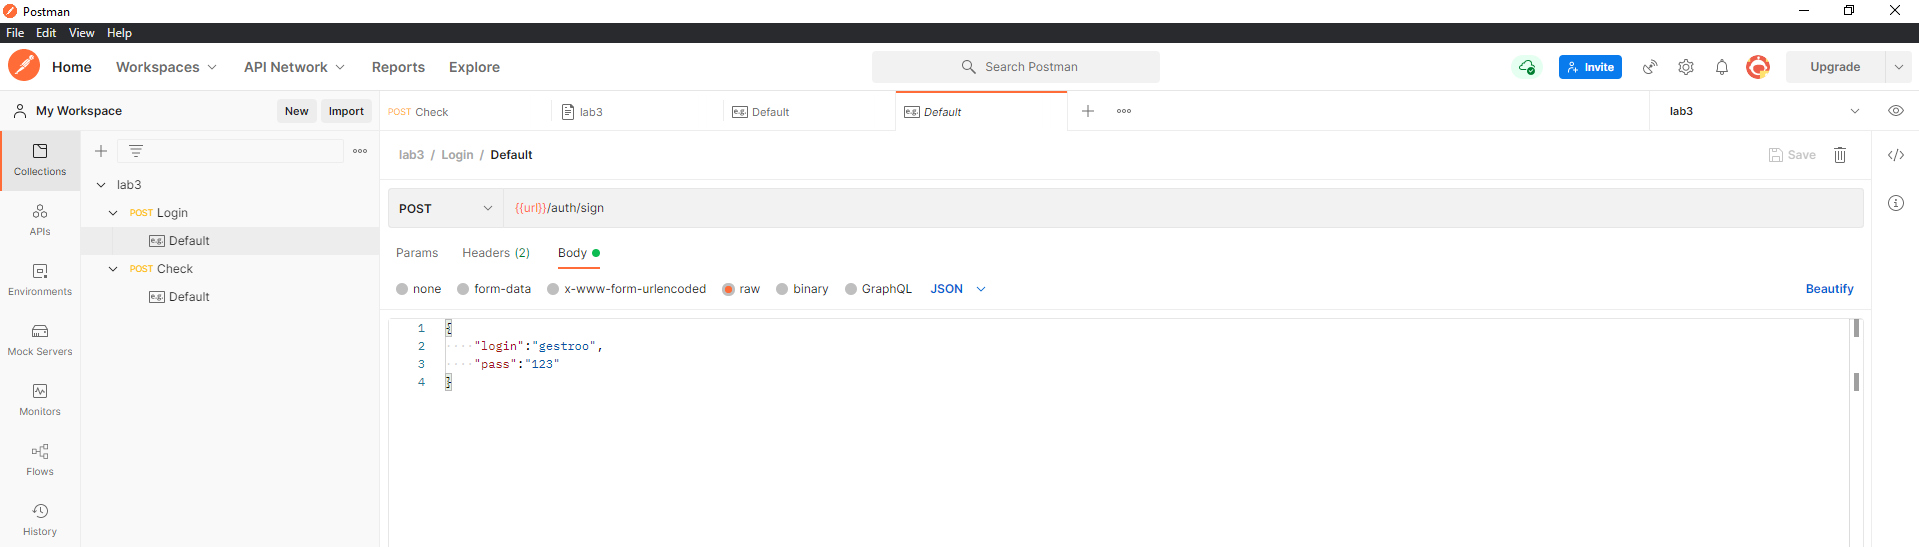 Postman
File Edit View Help
Home Workspaces API Network Reports Explore Search Postman Invite Upgrade
My Workspace New Import POST Check lab3 e.g. Default e.g. Default lab3
Collections
APIs
Environments
Mock Servers
Monitors
Flows
History
lab3
POST Login
e.g. Default
POST Check
e.g. Default
lab3 / Login / Default Save
POST {{url}}/auth/sign
Params Headers (2) Body
none form-data x-www-form-urlencoded raw binary GraphQL JSON Beautify
1 {
2 "login":"gestroo",
3 "pass":"123"
4 }